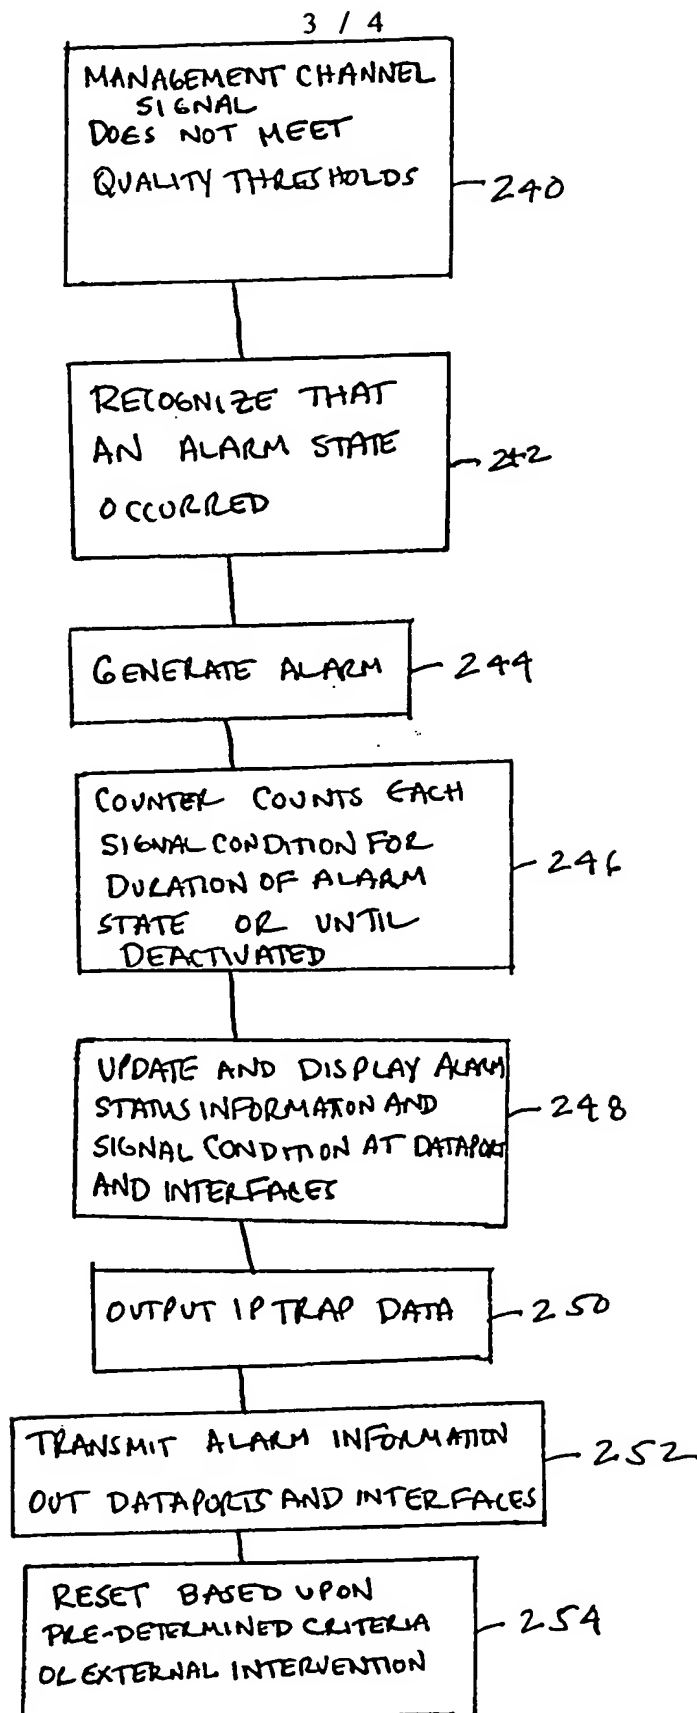 3 / 4
MANAGEMENT CHANNEL
SIGNAL
DOES NOT MEET
QUALITY THRESHOLDS
240
RECOGNIZE THAT
AN ALARM STATE
OCCURRED
242
GENERATE ALARM
244
COUNTER COUNTS EACH
SIGNAL CONDITION FOR
DURATION OF ALARM
STATE OR UNTIL
DEACTIVATED
246
UPDATE AND DISPLAY ALARM
STATUS INFORMATION AND
SIGNAL CONDITION AT DATAPORT
AND INTERFACES
248
OUTPUT IP TRAP DATA
250
TRANSMIT ALARM INFORMATION
OUT DATAPORTS AND INTERFACES
252
RESET BASED UPON
PRE-DETERMINED CRITERIA
OR EXTERNAL INTERVENTION
254